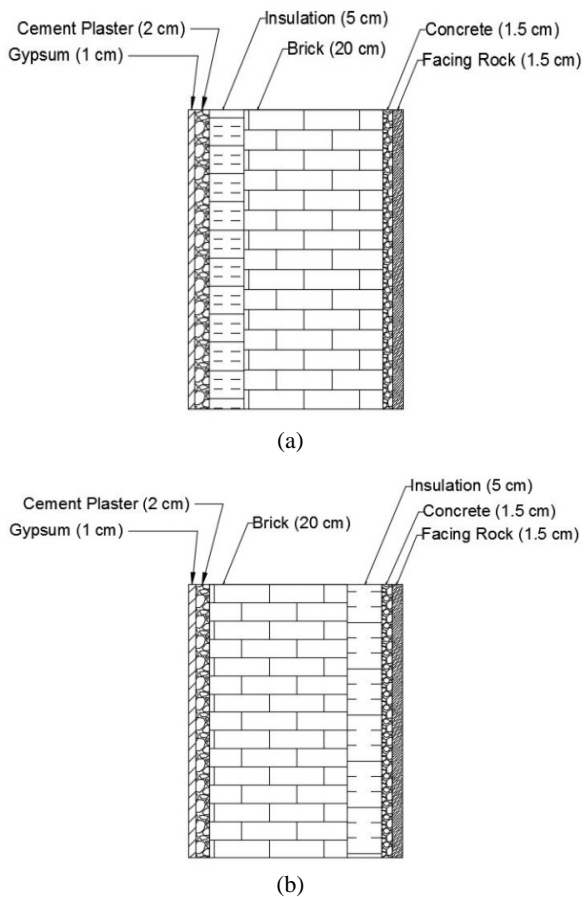 Insulation (5 cm)
Concrete (1.5 cm)
Cement Plaster (2 cm)
Brick (20 cm)
Gypsum (1 cm)
Facing Rock (1.5 cm)
(a)
Insulation (5 cm)
Cement Plaster (2 cm)
Concrete (1.5 cm)
Brick (20 cm)
Gypsum (1 cm)
Facing Rock (1.5 cm)
(b)